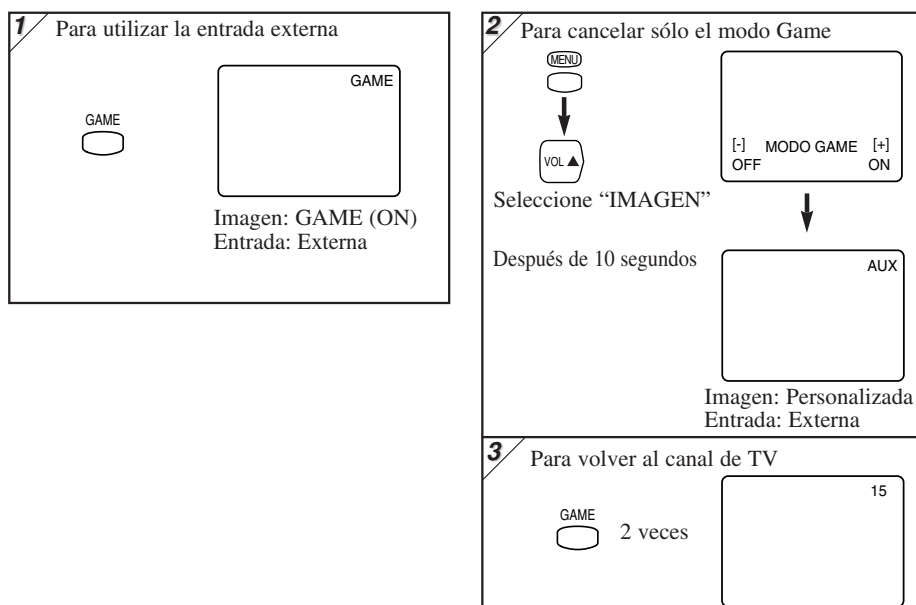 1 Para utilizar la entrada externa
GAME
GAME
Imagen: GAME (ON)
Entrada: Externa
2 Para cancelar sólo el modo Game
MENU
VOL ▲
[-] MODO GAME [+]
OFF ON
Seleccione “IMAGEN”
Después de 10 segundos
AUX
Imagen: Personalizada
Entrada: Externa
3 Para volver al canal de TV
GAME
2 veces
15